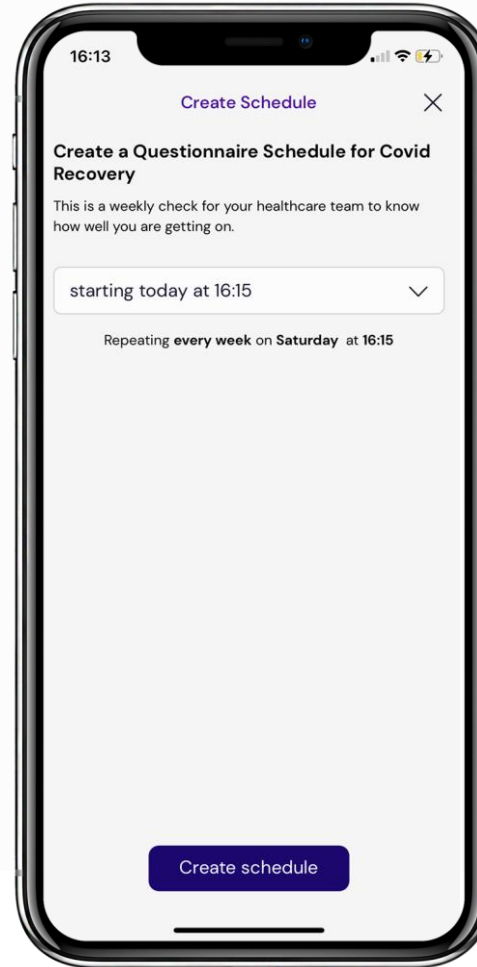 16:13
Create Schedule
Create a Questionnaire Schedule for Covid
Recovery
This is a weekly check for your healthcare team to know
how well you are getting on.
starting today at 16:15
Repeating every week on Saturday at 16:15
Create schedule